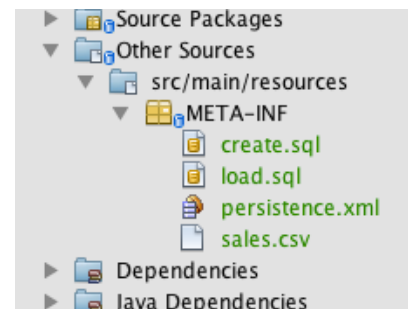 Source Packages
Other Sources
src/main/resources
META-INF
create.sql
load.sql
persistence.xml
sales.csv
Dependencies
Java Dependencies